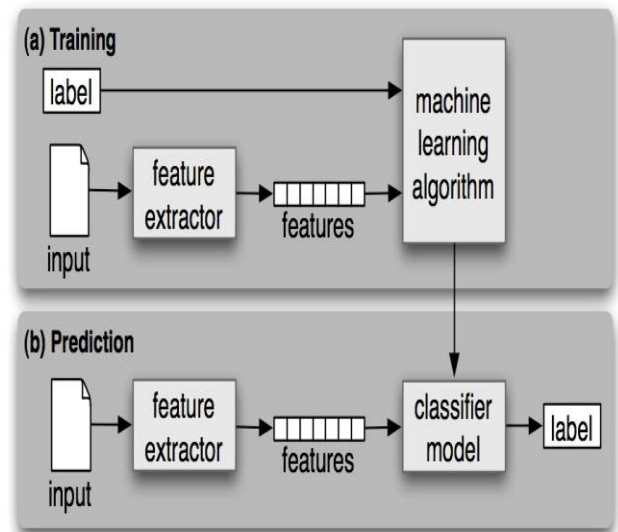 (a) Training
label
machine
learning
algorithm
feature
extractor
features
input
(b) Prediction
feature
extractor
features
input
classifier
model
label